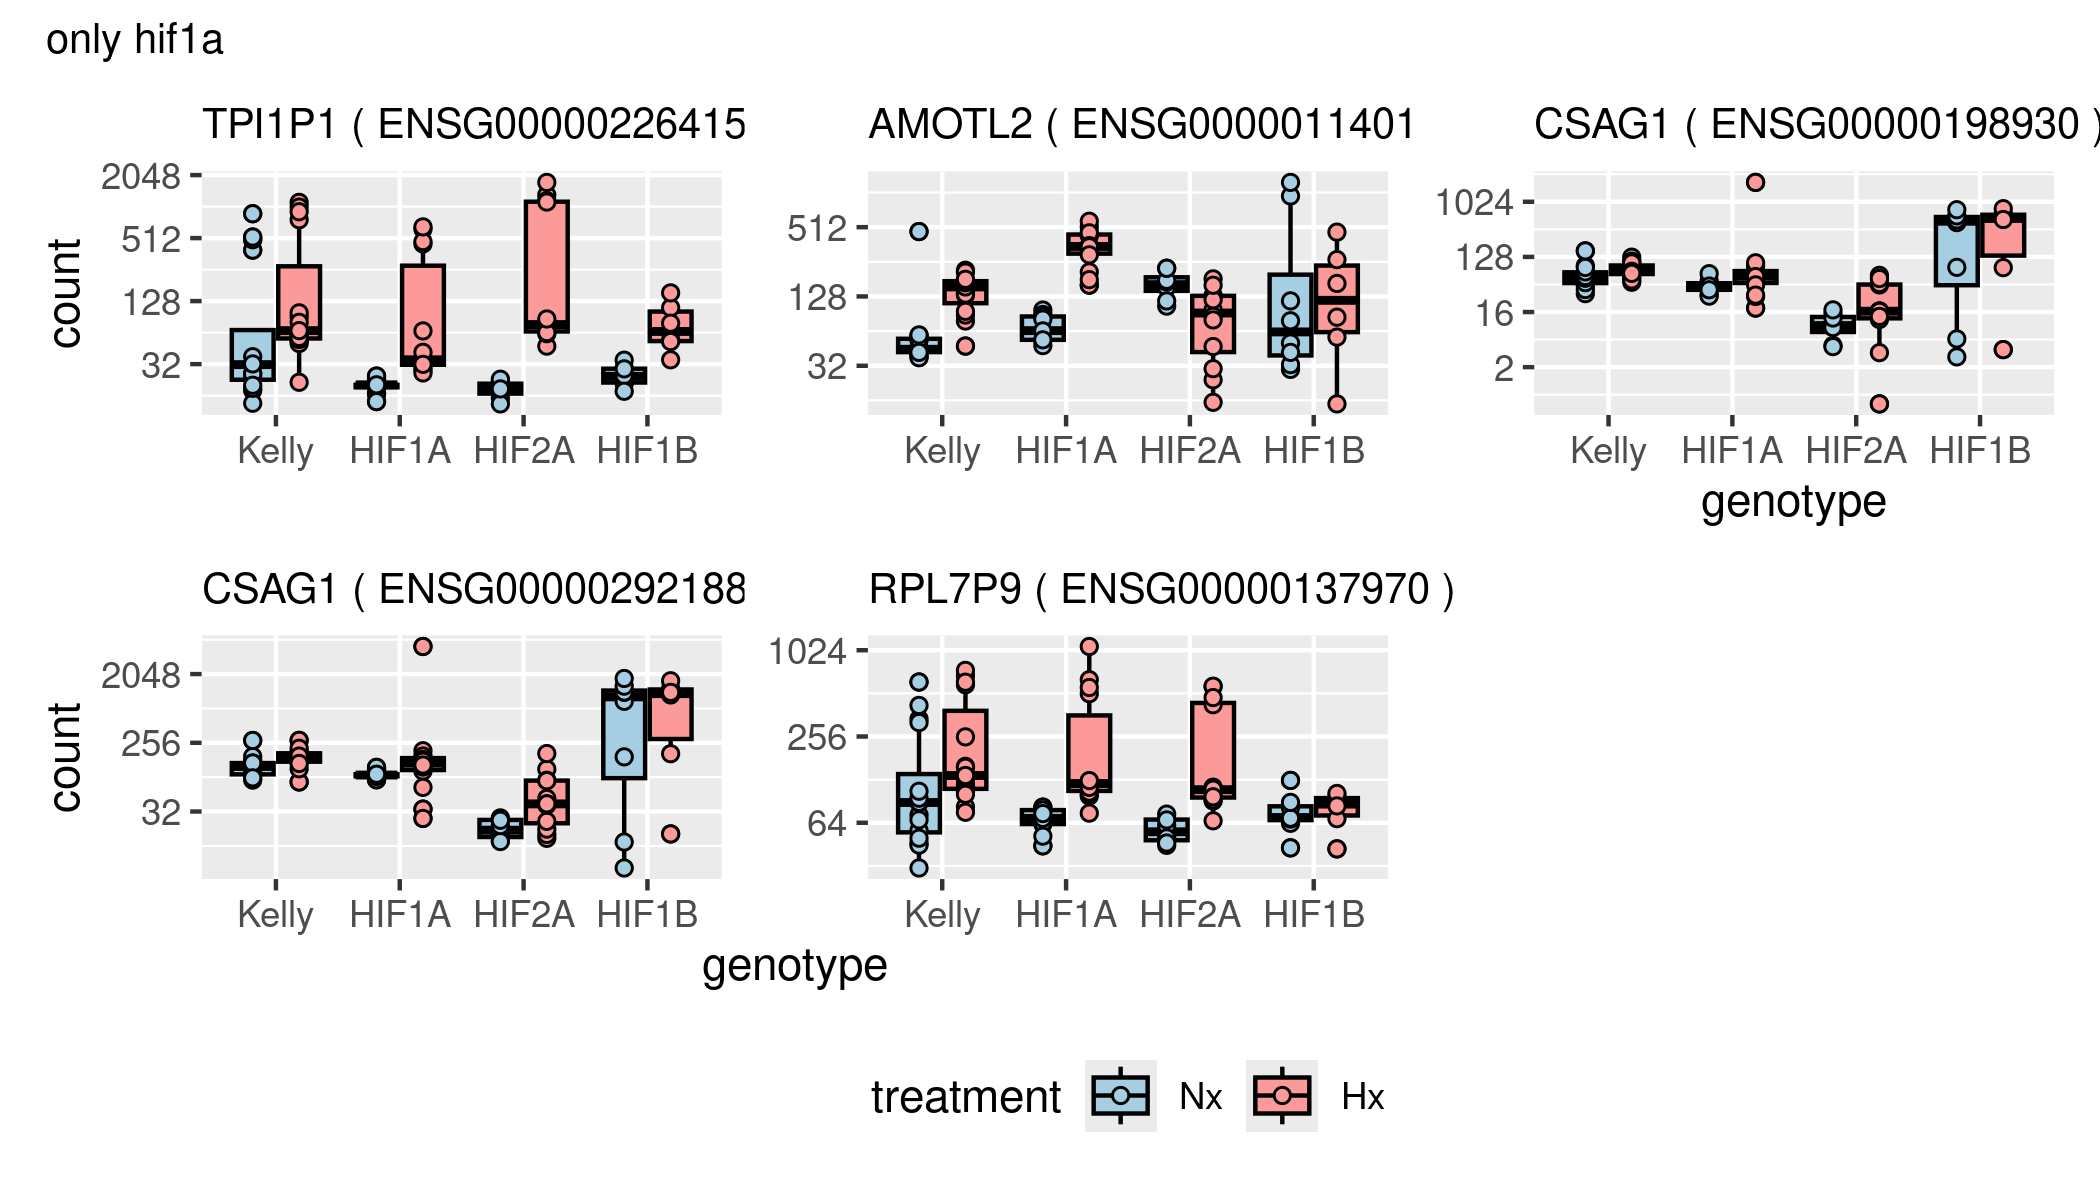 only hif1a
TPI1P1 ( ENSG00000226415
AMOTL2 ( ENSG0000011401
CSAG1 ( ENSG00000198930 )
count
2048
512
128
32
512
128
32
1024
128
16
2
Kelly HIF1A HIF2A HIF1B
Kelly HIF1A HIF2A HIF1B
Kelly HIF1A HIF2A HIF1B
genotype
CSAG1 ( ENSG00000292188
RPL7P9 ( ENSG00000137970 )
count
2048
256
32
1024
256
64
Kelly HIF1A HIF2A HIF1B
Kelly HIF1A HIF2A HIF1B
genotype
treatment Nx Hx